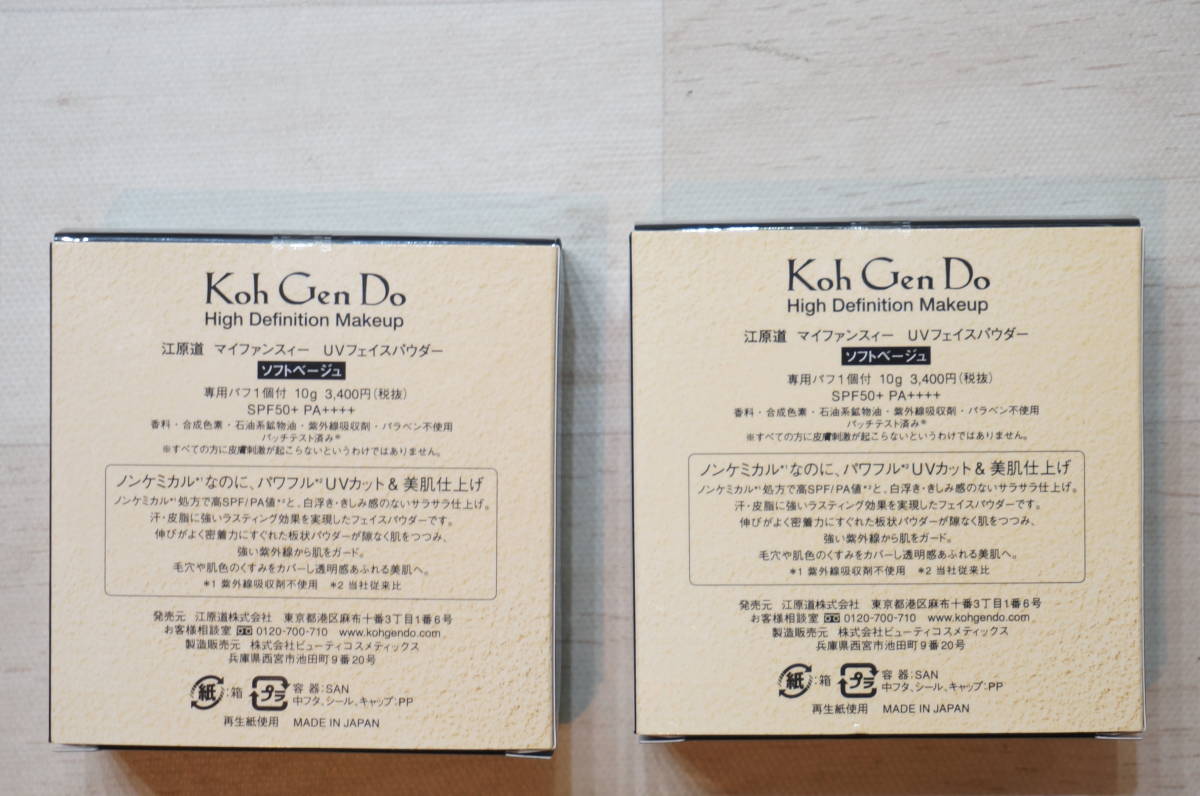 Koh Gen Do
High Definition Makeup
江原道 マイファンスィー UVフェイスパウダー
ソフトベージュ
専用パフ1個付 10g 3,400円(税抜)
SPF50+ PA++++
香料・合成色素・石油系鉱物油・紫外線吸収剤・パラベン不使用
パッチテスト済み※
※すべての方に皮膚刺激が起こらないというわけではありません。
ノンケミカル*1なのに、パワフル*2UVカット&美肌仕上げ
ノンケミカル*1処方で高SPF/PA値*2と、白浮き・きしみ感のないサラサラ仕上げ。
汗・皮脂に強いラスティング効果を実現したフェイスパウダーです。
伸びがよく密着力にすぐれた板状パウダーが隙なく肌をつつみ、
強い紫外線から肌をガード。
毛穴や肌色のくすみをカバーし透明感あふれる美肌へ。
*1 紫外線吸収剤不使用 *2 当社従来比
発売元 江原道株式会社 東京都港区麻布十番3丁目1番6号
お客様相談室 0120-700-710 www.kohgendo.com
製造販売元 株式会社ビューティコスメティックス
兵庫県西宮市池田町9番20号
紙 :箱 プラ 容 器:SAN
中フタ、シール、キャップ:PP
再生紙使用 MADE IN JAPAN
Koh Gen Do
High Definition Makeup
江原道 マイファンスィー UVフェイスパウダー
ソフトベージュ
専用パフ1個付 10g 3,400円(税抜)
SPF50+ PA++++
香料・合成色素・石油系鉱物油・紫外線吸収剤・パラベン不使用
パッチテスト済み※
※すべての方に皮膚刺激が起こらないというわけではありません。
ノンケミカル*1なのに、パワフル*2UVカット&美肌仕上げ
ノンケミカル*1処方で高SPF/PA値*2と、白浮き・きしみ感のないサラサラ仕上げ。
汗・皮脂に強いラスティング効果を実現したフェイスパウダーです。
伸びがよく密着力にすぐれた板状パウダーが隙なく肌をつつみ、
強い紫外線から肌をガード。
毛穴や肌色のくすみをカバーし透明感あふれる美肌へ。
*1 紫外線吸収剤不使用 *2 当社従来比
発売元 江原道株式会社 東京都港区麻布十番3丁目1番6号
お客様相談室 0120-700-710 www.kohgendo.com
製造販売元 株式会社ビューティコスメティックス
兵庫県西宮市池田町9番20号
紙 :箱 プラ 容 器:SAN
中フタ、シール、キャップ:PP
再生紙使用 MADE IN JAPAN